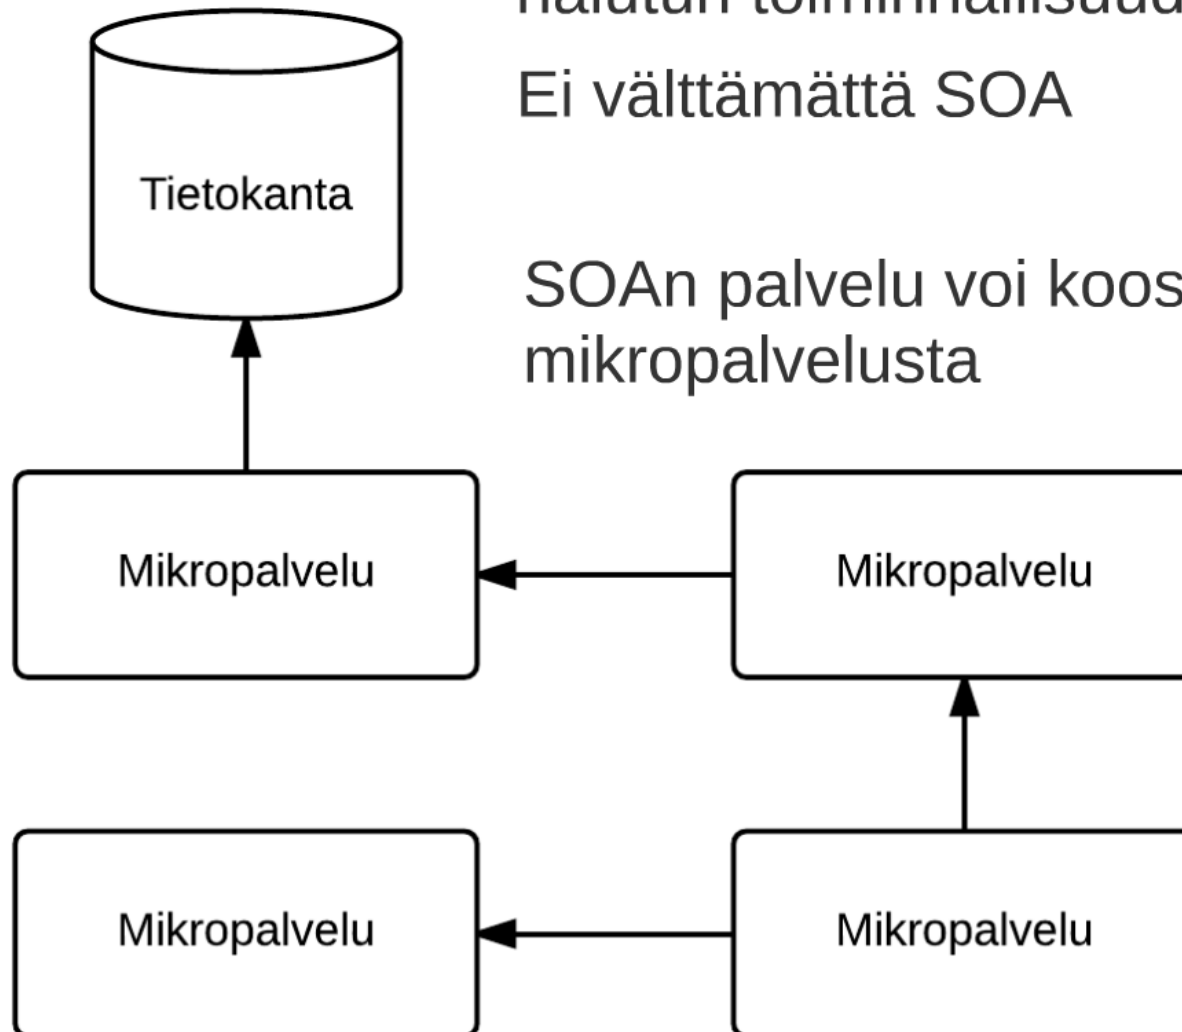 Ei välttämättä SOA
Tietokanta
SOAn palvelu voi koos
mikropalvelusta
Mikropalvelu
Mikropalvelu
Mikropalvelu
Mikropalvelu